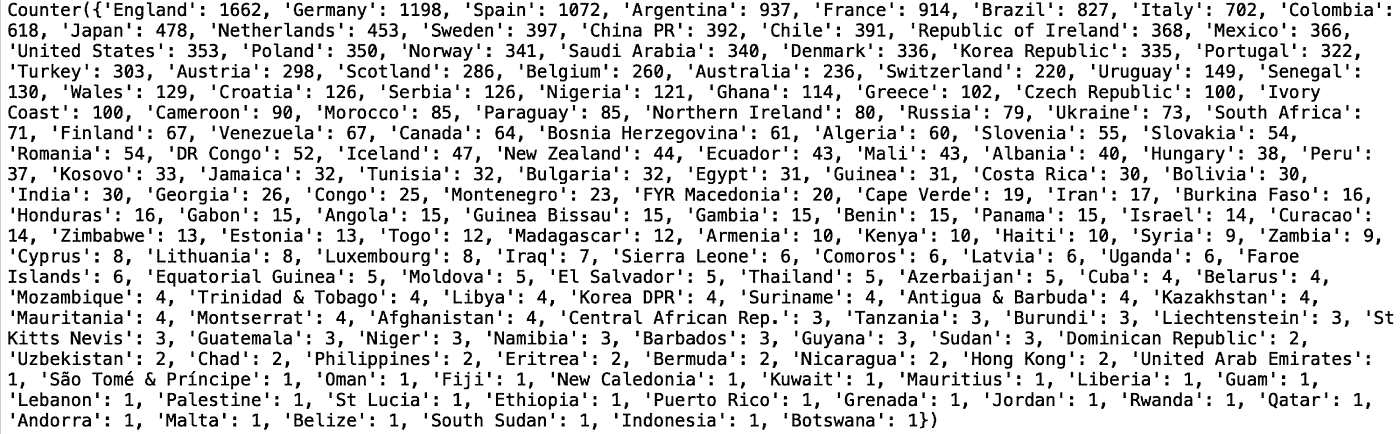 Counter({'England': 1662, 'Germany': 1198, 'Spain': 1072, 'Argentina': 937, 'France': 914, 'Brazil': 827, 'Italy': 702, 'Colombia':
618, 'Japan': 478, 'Netherlands': 453, 'Sweden': 397, 'China PR': 392, 'Chile': 391, 'Republic of Ireland': 368, 'Mexico': 366,
'United States': 353, 'Poland': 350, 'Norway': 341, 'Saudi Arabia': 340, 'Denmark': 336, 'Korea Republic': 335, 'Portugal': 322,
'Turkey': 303, 'Austria': 298, 'Scotland': 286, 'Belgium': 260, 'Australia': 236, 'Switzerland': 220, 'Uruguay': 149, 'Senegal':
130, 'Wales': 129, 'Croatia': 126, 'Serbia': 126, 'Nigeria': 121, 'Ghana': 114, 'Greece': 102, 'Czech Republic': 100, 'Ivory
Coast': 100, 'Cameroon': 90, 'Morocco': 85, 'Paraguay': 85, 'Northern Ireland': 80, 'Russia': 79, 'Ukraine': 73, 'South Africa':
71, 'Finland': 67, 'Venezuela': 67, 'Canada': 64, 'Bosnia Herzegovina': 61, 'Algeria': 60, 'Slovenia': 55, 'Slovakia': 54,
'Romania': 54, 'DR Congo': 52, 'Iceland': 47, 'New Zealand': 44, 'Ecuador': 43, 'Mali': 43, 'Albania': 40, 'Hungary': 38, 'Peru':
37, 'Kosovo': 33, 'Jamaica': 32, 'Tunisia': 32, 'Bulgaria': 32, 'Egypt': 31, 'Guinea': 31, 'Costa Rica': 30, 'Bolivia': 30,
'India': 30, 'Georgia': 26, 'Congo': 25, 'Montenegro': 23, 'FYR Macedonia': 20, 'Cape Verde': 19, 'Iran': 17, 'Burkina Faso': 16,
'Honduras': 16, 'Gabon': 15, 'Angola': 15, 'Guinea Bissau': 15, 'Gambia': 15, 'Benin': 15, 'Panama': 15, 'Israel': 14, 'Curacao':
14, 'Zimbabwe': 13, 'Estonia': 13, 'Togo': 12, 'Madagascar': 12, 'Armenia': 10, 'Kenya': 10, 'Haiti': 10, 'Syria': 9, 'Zambia': 9,
'Cyprus': 8, 'Lithuania': 8, 'Luxembourg': 8, 'Iraq': 7, 'Sierra Leone': 6, 'Comoros': 6, 'Latvia': 6, 'Uganda': 6, 'Faroe
Islands': 6, 'Equatorial Guinea': 5, 'Moldova': 5, 'El Salvador': 5, 'Thailand': 5, 'Azerbaijan': 5, 'Cuba': 4, 'Belarus': 4,
'Mozambique': 4, 'Trinidad & Tobago': 4, 'Libya': 4, 'Korea DPR': 4, 'Suriname': 4, 'Antigua & Barbuda': 4, 'Kazakhstan': 4,
'Mauritania': 4, 'Montserrat': 4, 'Afghanistan': 4, 'Central African Rep.': 3, 'Tanzania': 3, 'Burundi': 3, 'Liechtenstein': 3, 'St
Kitts Nevis': 3, 'Guatemala': 3, 'Niger': 3, 'Namibia': 3, 'Barbados': 3, 'Guyana': 3, 'Sudan': 3, 'Dominican Republic': 2,
'Uzbekistan': 2, 'Chad': 2, 'Philippines': 2, 'Eritrea': 2, 'Bermuda': 2, 'Nicaragua': 2, 'Hong Kong': 2, 'United Arab Emirates':
1, 'São Tomé & Príncipe': 1, 'Oman': 1, 'Fiji': 1, 'New Caledonia': 1, 'Kuwait': 1, 'Mauritius': 1, 'Liberia': 1, 'Guam': 1,
'Lebanon': 1, 'Palestine': 1, 'St Lucia': 1, 'Ethiopia': 1, 'Puerto Rico': 1, 'Grenada': 1, 'Jordan': 1, 'Rwanda': 1, 'Qatar': 1,
'Andorra': 1, 'Malta': 1, 'Belize': 1, 'South Sudan': 1, 'Indonesia': 1, 'Botswana': 1})